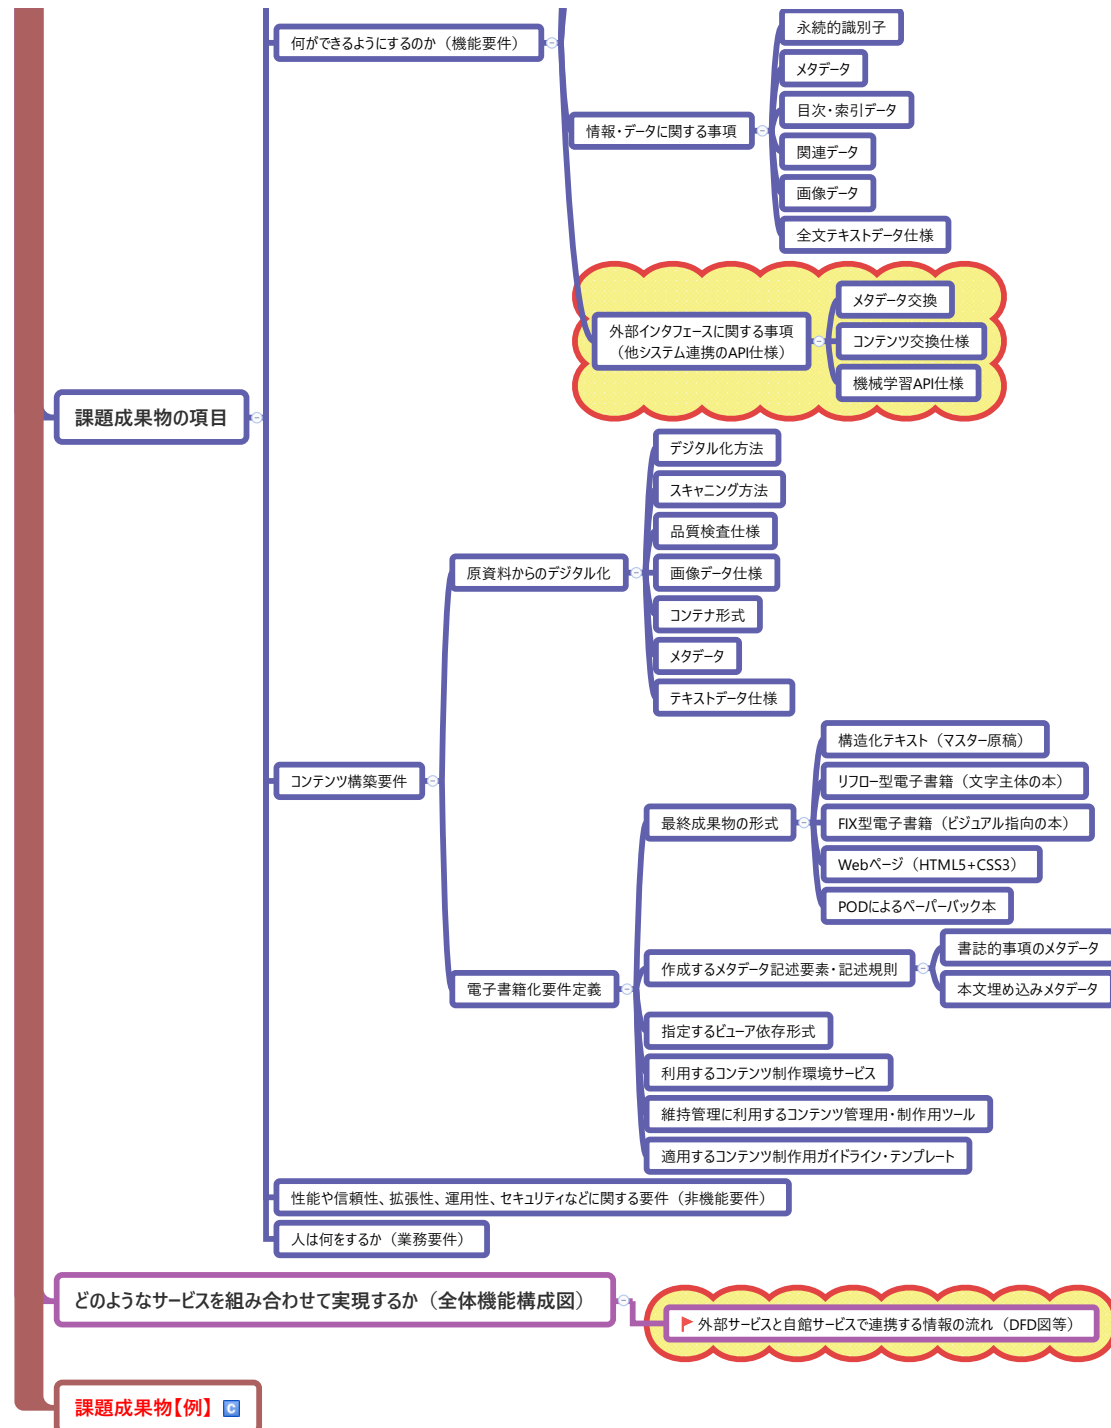 何ができるようにするのか（機能要件）
永続的識別子
メタデータ
目次・索引データ
情報・データに関する事項
関連データ
画像データ
全文テキストデータ仕様
外部インタフェースに関する事項
（他システム連携のAPI仕様）
メタデータ交換
コンテンツ交換仕様
機械学習API仕様
課題成果物の項目
デジタル化方法
スキャニング方法
品質検査仕様
原資料からのデジタル化
画像データ仕様
コンテナ形式
メタデータ
テキストデータ仕様
コンテンツ構築要件
構造化テキスト（マスター原稿）
リフロー型電子書籍（文字主体の本）
最終成果物の形式
FIX型電子書籍（ビジュアル指向の本）
Webページ（HTML5+CSS3）
PODによるペーパーバック本
作成するメタデータ記述要素・記述規則
書誌的事項のメタデータ
本文埋め込みメタデータ
電子書籍化要件定義
指定するビューア依存形式
利用するコンテンツ制作環境サービス
維持管理に利用するコンテンツ管理用・制作用ツール
適用するコンテンツ制作用ガイドライン・テンプレート
性能や信頼性、拡張性、運用性、セキュリティなどに関する要件（非機能要件）
人は何をするか（業務要件）
どのようなサービスを組み合わせて実現するか（全体機能構成図）
外部サービスと自館サービスで連携する情報の流れ（DFD図等）
課題成果物【例】 C